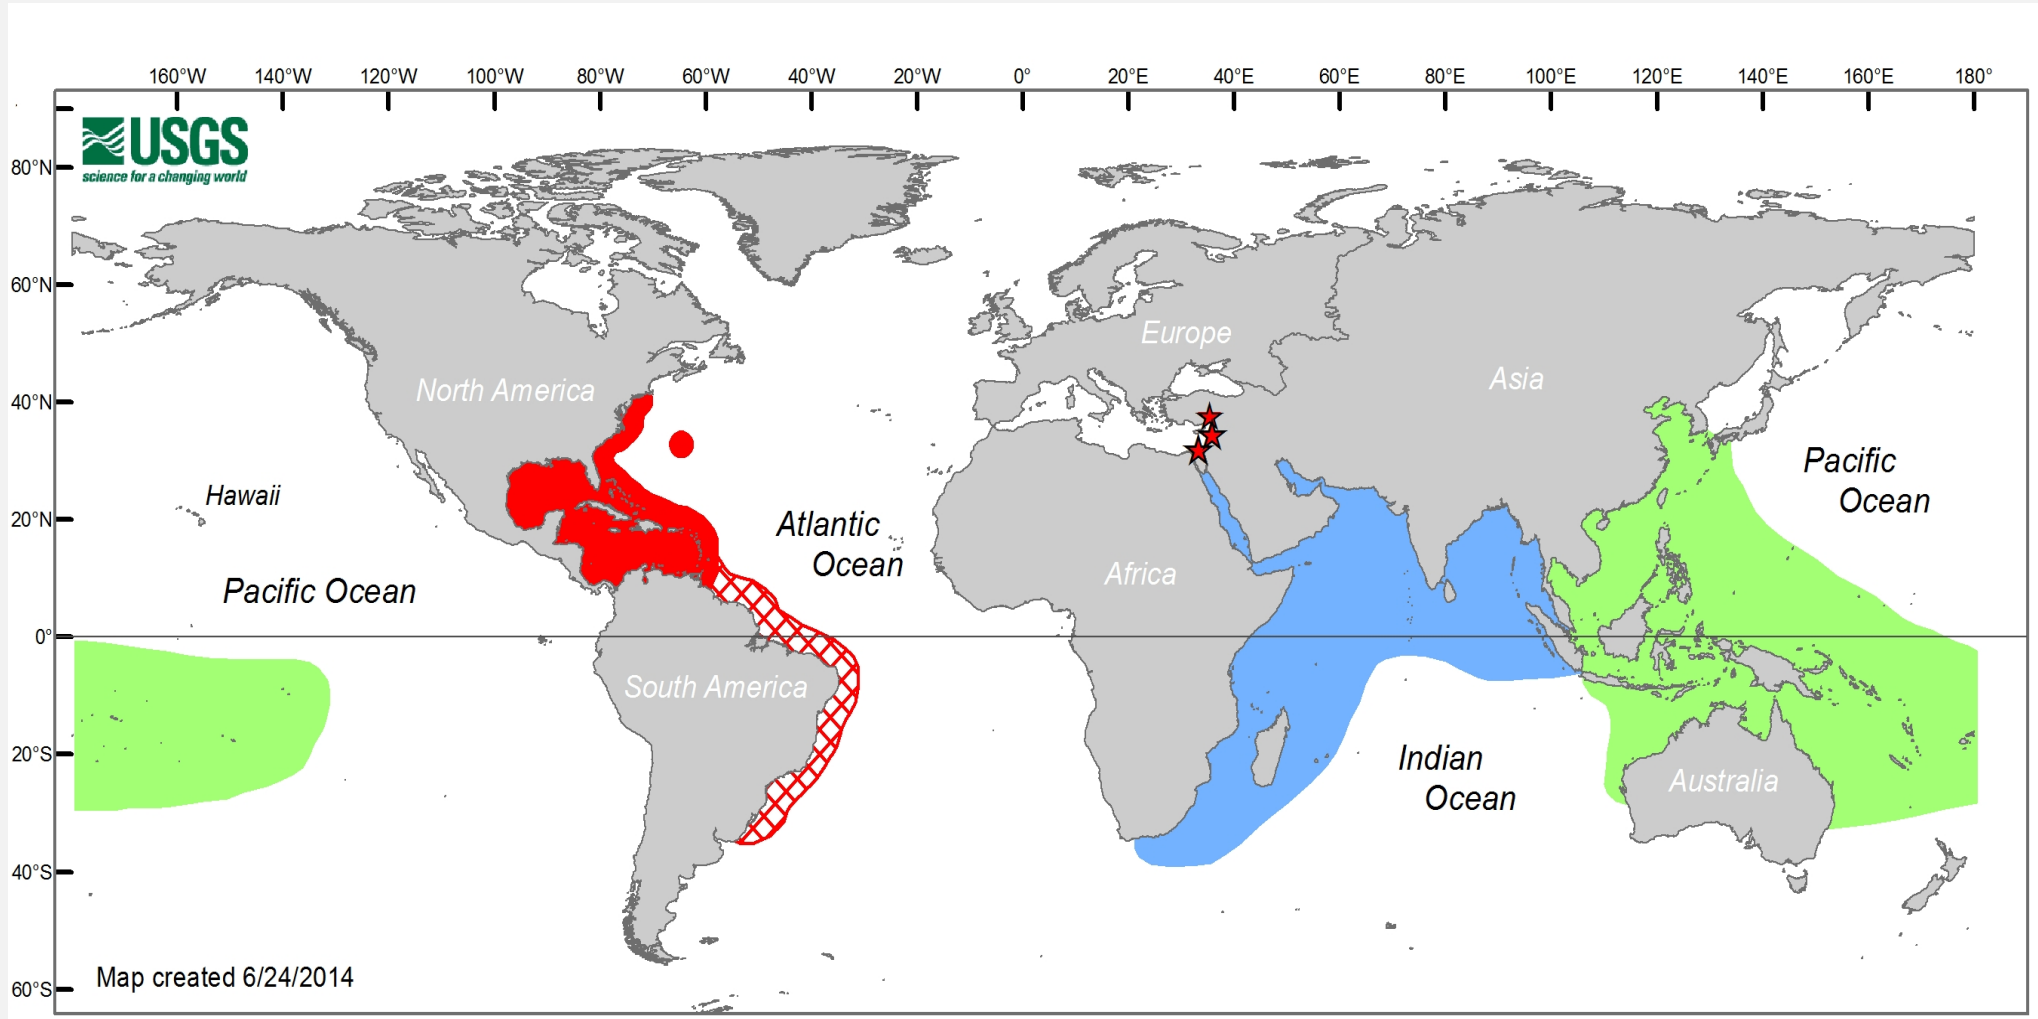 160°W 140°W 120°W 100°W 80°W 60°W 40°W 20°W 0° 20°E 40°E 60°E 80°E 100°E 120°E 140°E 160°E 180°
USGS
science for a changing world
80°N
60°N
Europe
Asia
North America
40°N
Pacific
Ocean
Hawaii
20°N
Atlantic
Ocean
Africa
Pacific Ocean
0°
South America
20°S
Indian
Ocean
Australia
40°S
Map created 6/24/2014
60°S